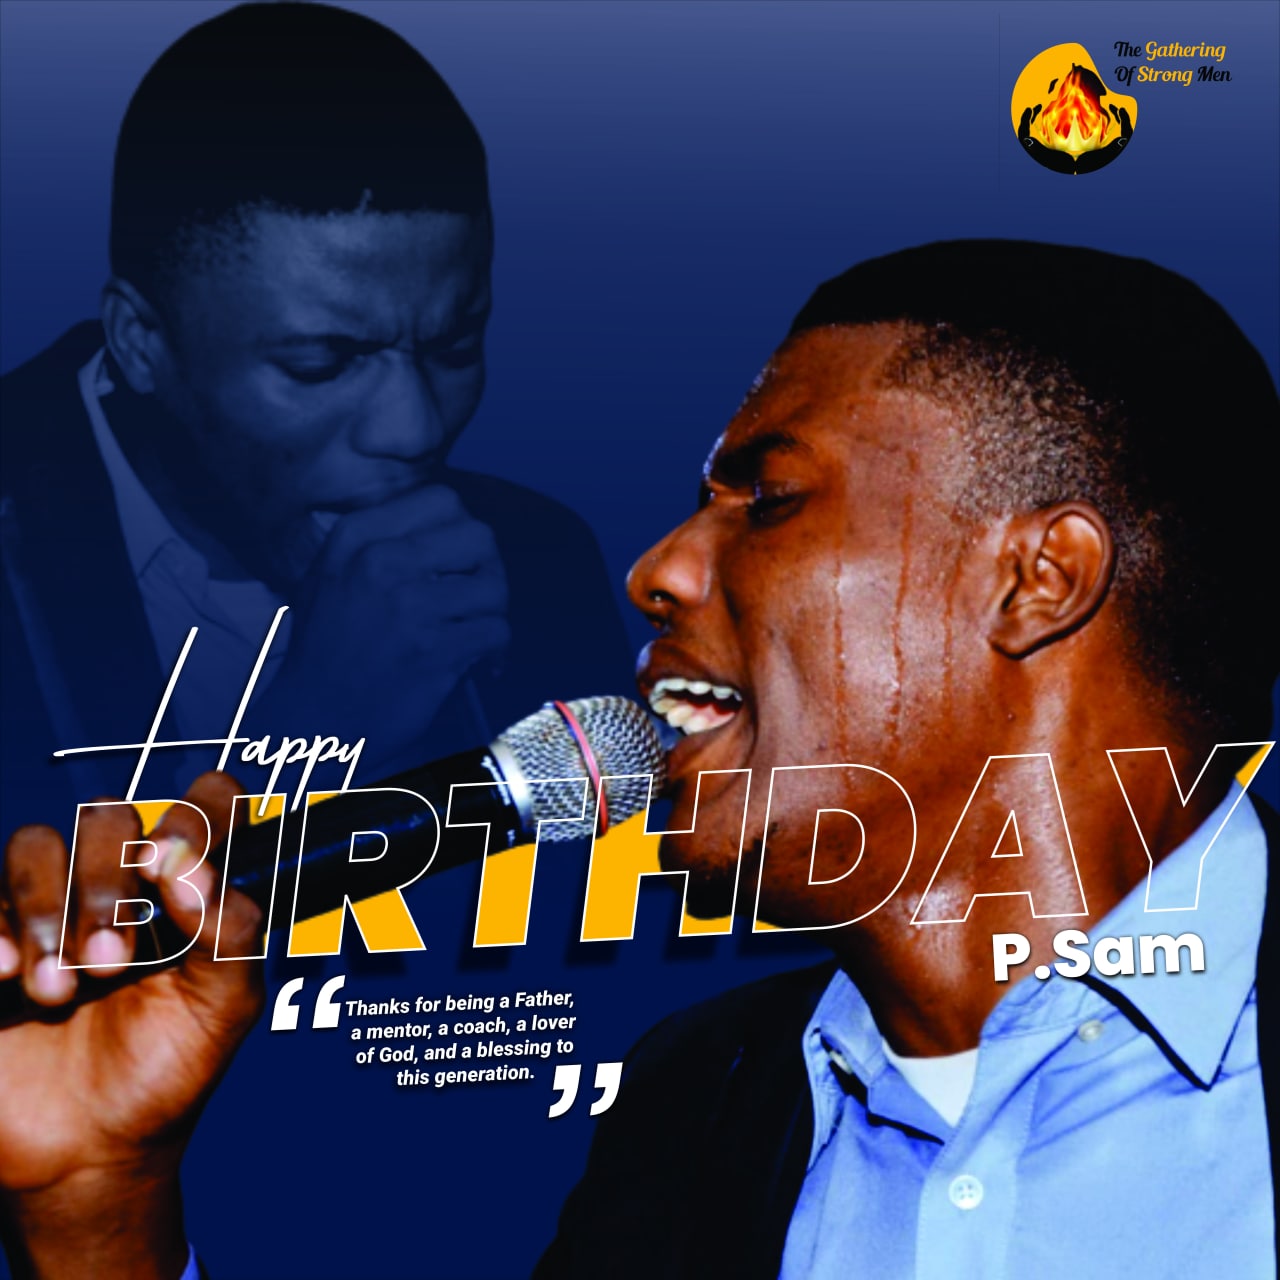 The Gathering
Of Strong Men
Happy
BIRTHDAY
P.Sam
“Thanks for being a Father,
a mentor, a coach, a lover
of God, and a blessing to
this generation.”